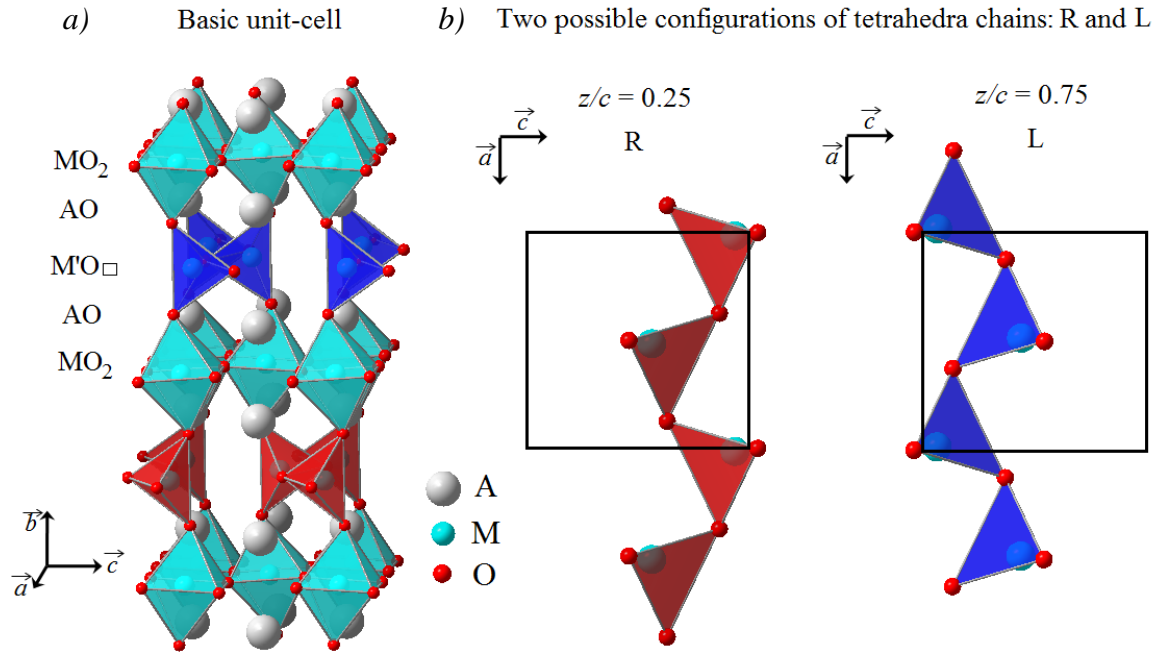 a) Basic unit-cell
b) Two possible configurations of tetrahedra chains: R and L
MO₂
AO
M'O□
AO
MO₂
b
c
a
A
M
O
z/c = 0.25
R
c
a
z/c = 0.75
L
c
a